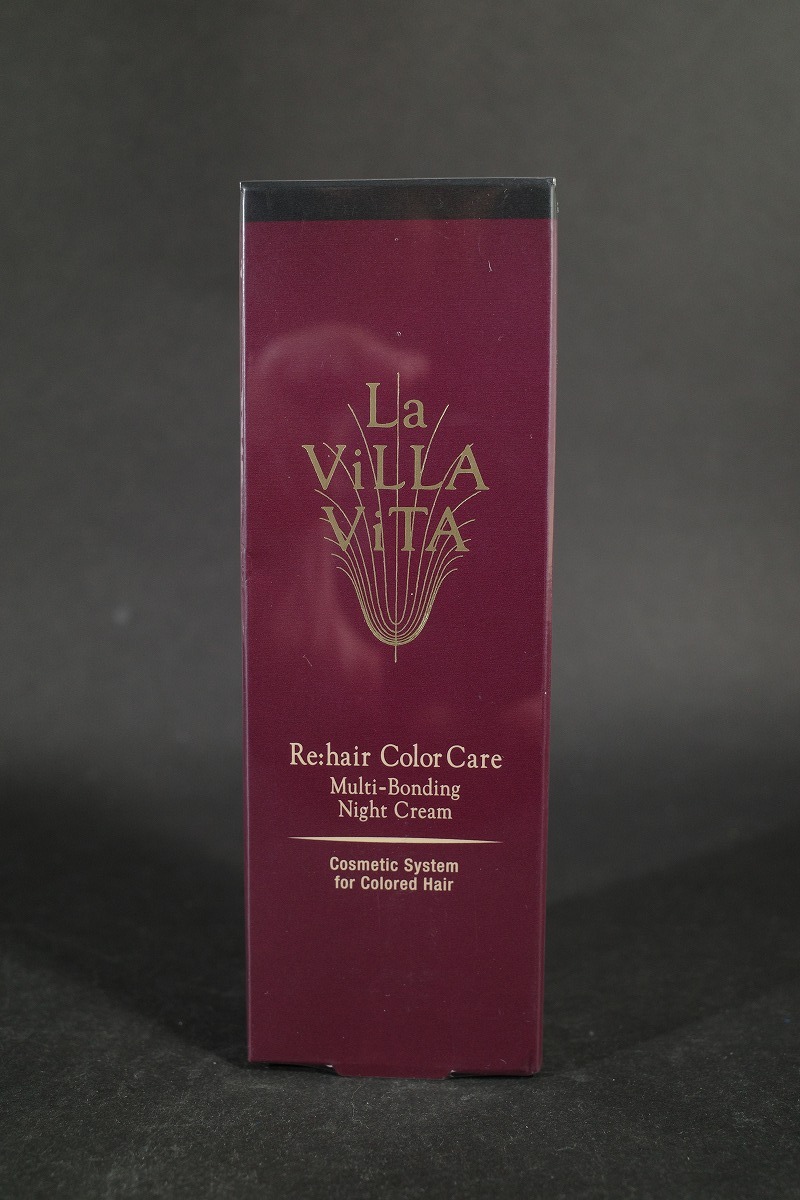 La
ViLLA
ViTA
Re:hair Color Care
Multi-Bonding
Night Cream
Cosmetic System
for Colored Hair